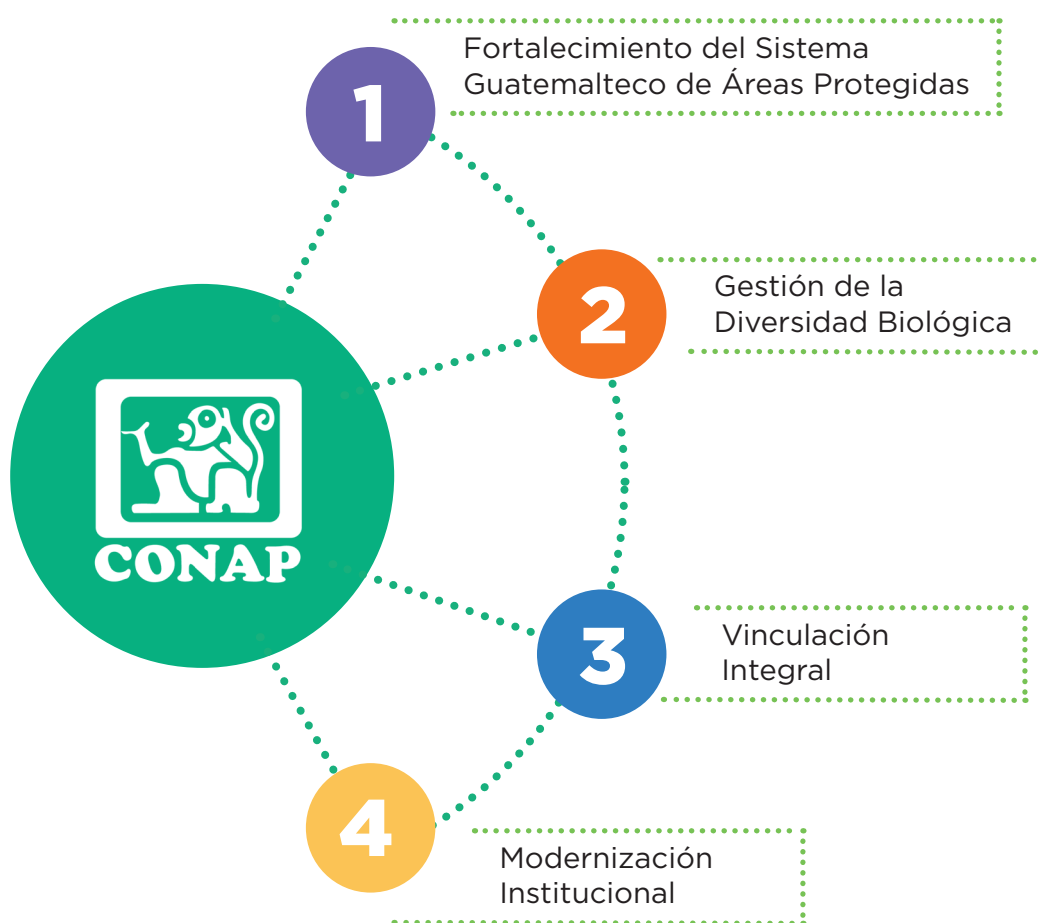 1
Fortalecimiento del Sistema
Guatemalteco de Áreas Protegidas
2
Gestión de la
Diversidad Biológica
CONAP
3
Vinculación
Integral
4
Modernización
Institucional